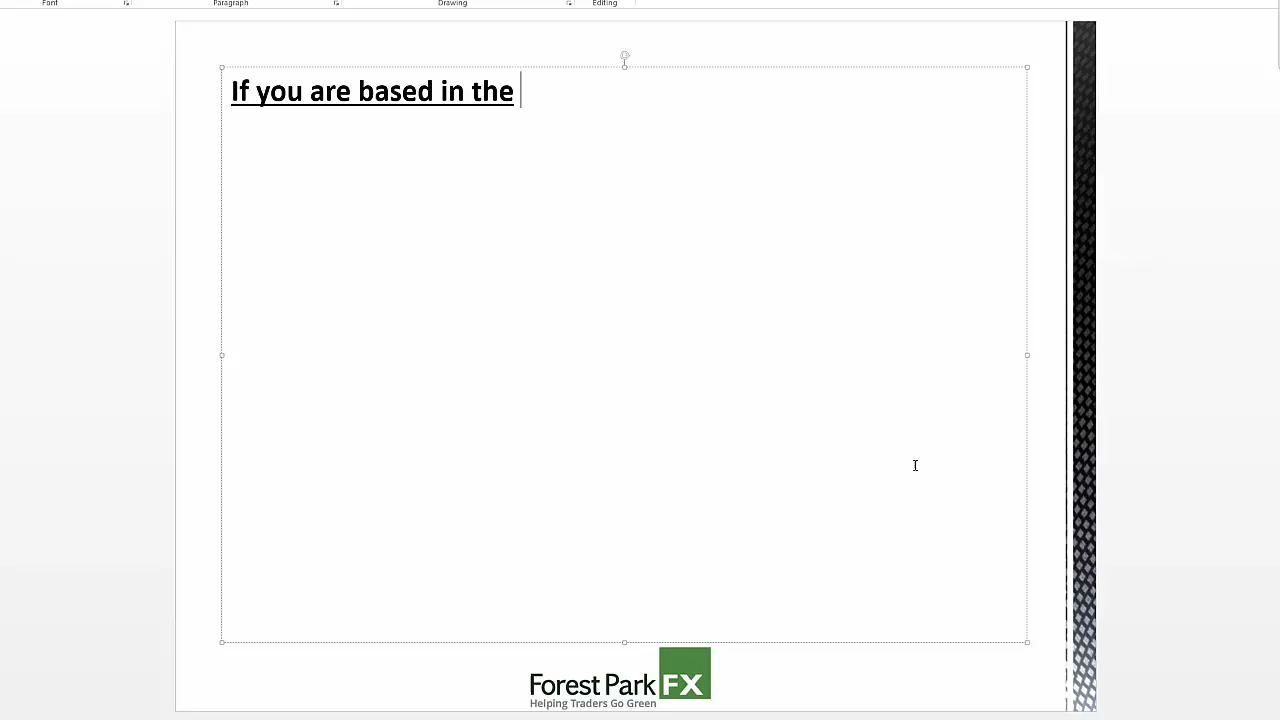 Font Paragraph Drawing Editing
If you are based in the
Forest Park FX
Helping Traders Go Green